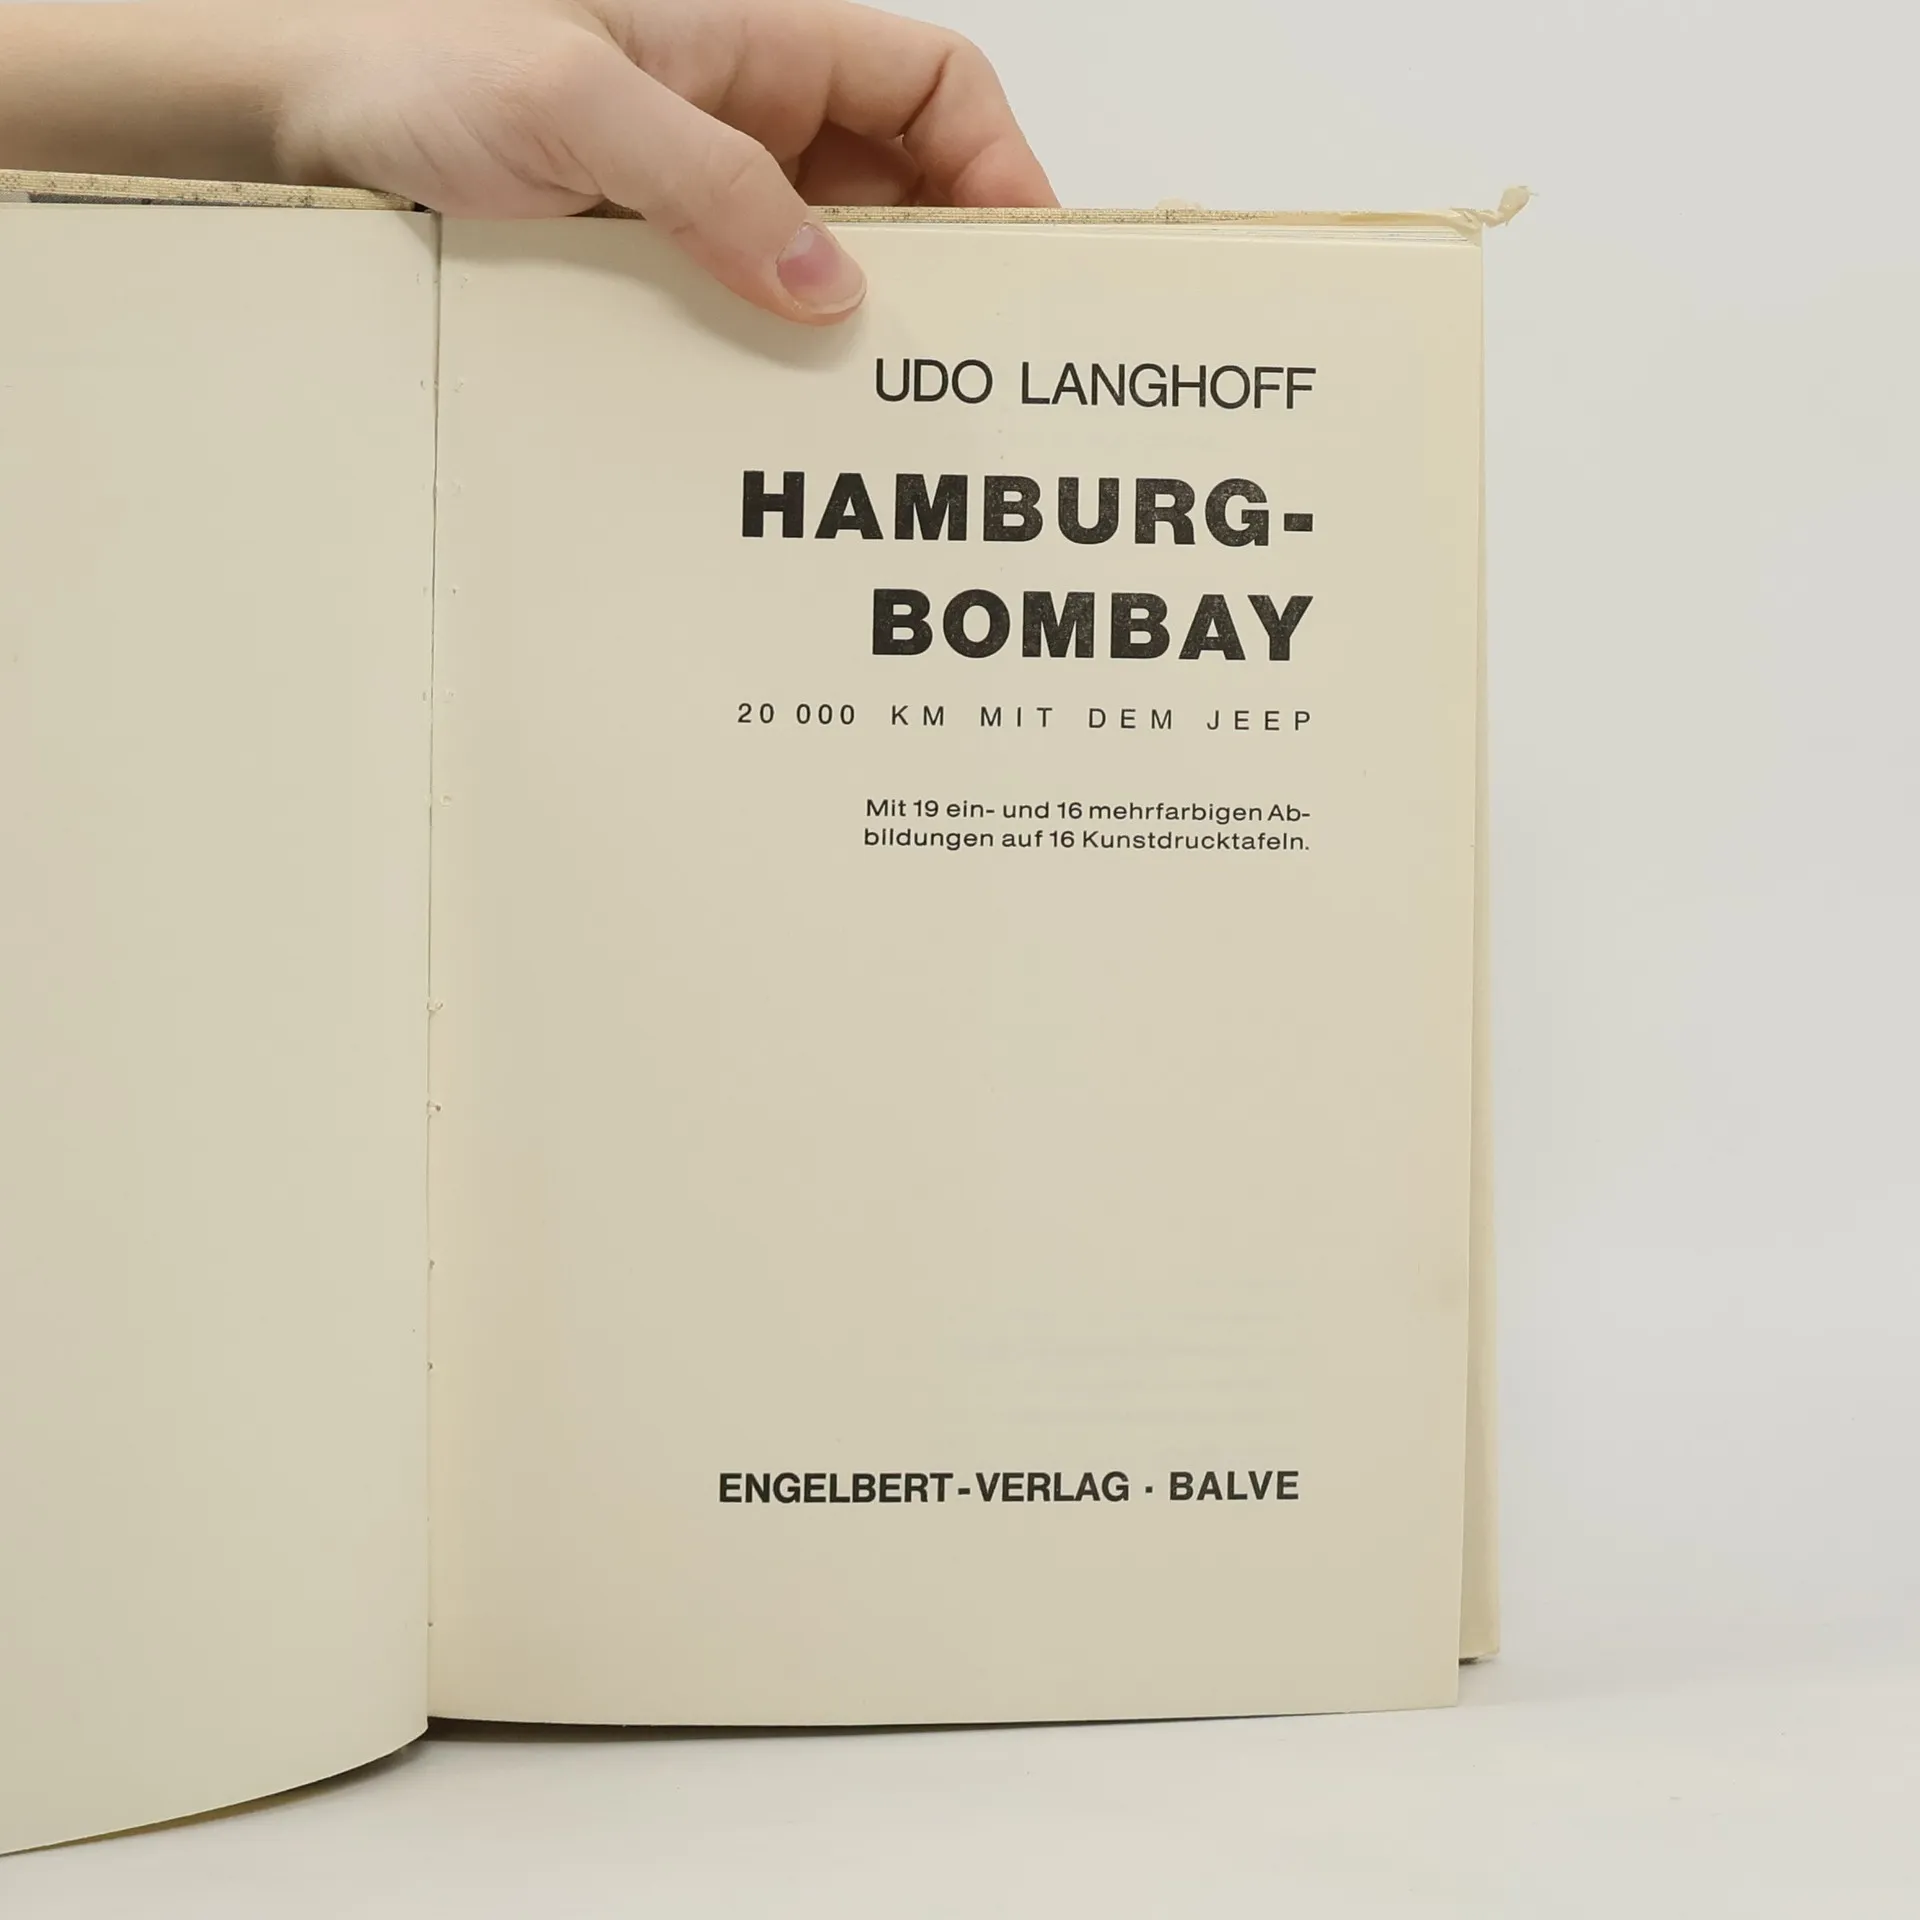 UDO LANGHOFF
HAMBURG-
BOMBAY
20 000 KM MIT DEM JEEP
Mit 19 ein- und 16 mehrfarbigen Ab-
bildungen auf 16 Kunstdrucktafeln.
ENGELBERT-VERLAG · BALVE